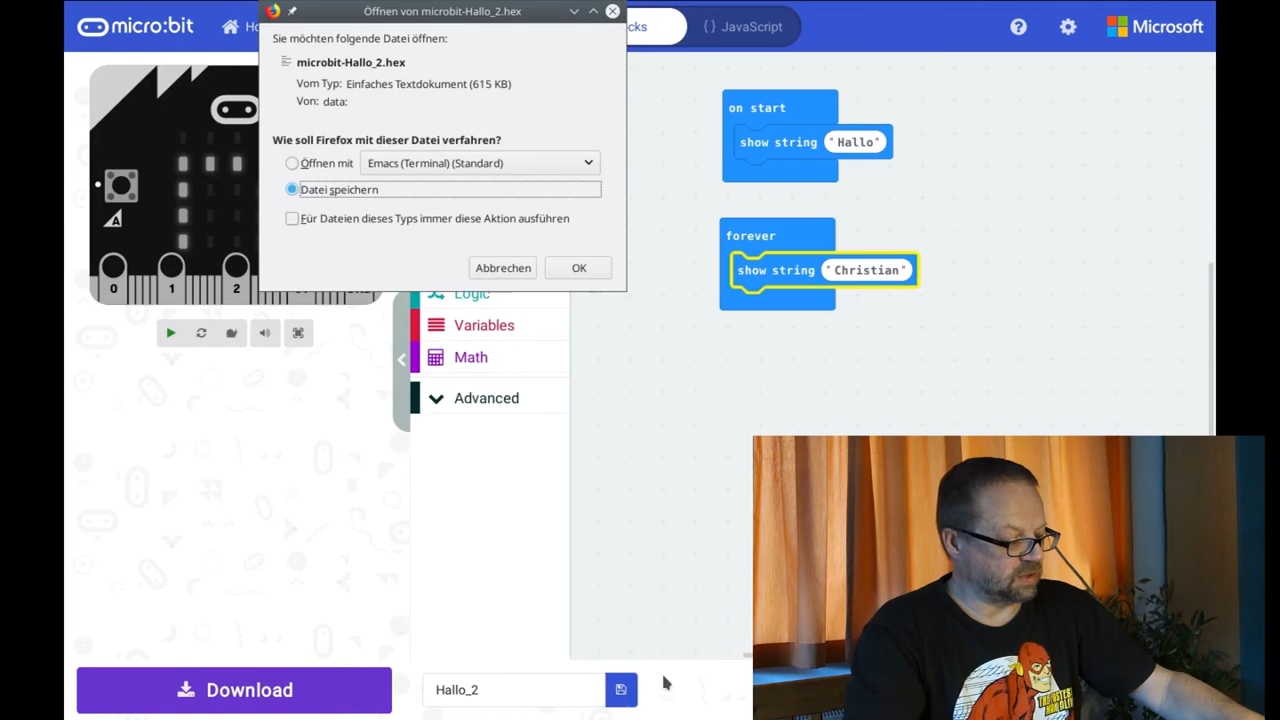 micro:bit
Ho
Öffnen von microbit-Hallo_2.hex
cks
{ } JavaScript
?
Microsoft
Sie möchten folgende Datei öffnen:
microbit-Hallo_2.hex
Vom Typ: Einfaches Textdokument (615 KB)
Von: data:
Wie soll Firefox mit dieser Datei verfahren?
Öffnen mit Emacs (Terminal) (Standard)
Datei speichern
Für Dateien dieses Typs immer diese Aktion ausführen
Abbrechen OK
A
0 1 2
on start
show string "Hallo"
forever
show string "Christian"
Logic
Variables
Math
Advanced
Download
Hallo_2